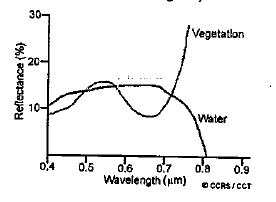 30
Vegetation
Reflectance (%)
20
10
Water
0.4 0.5 0.6 0.7 0.8 0.9
Wavelength (μm)
© CCRS / CCT